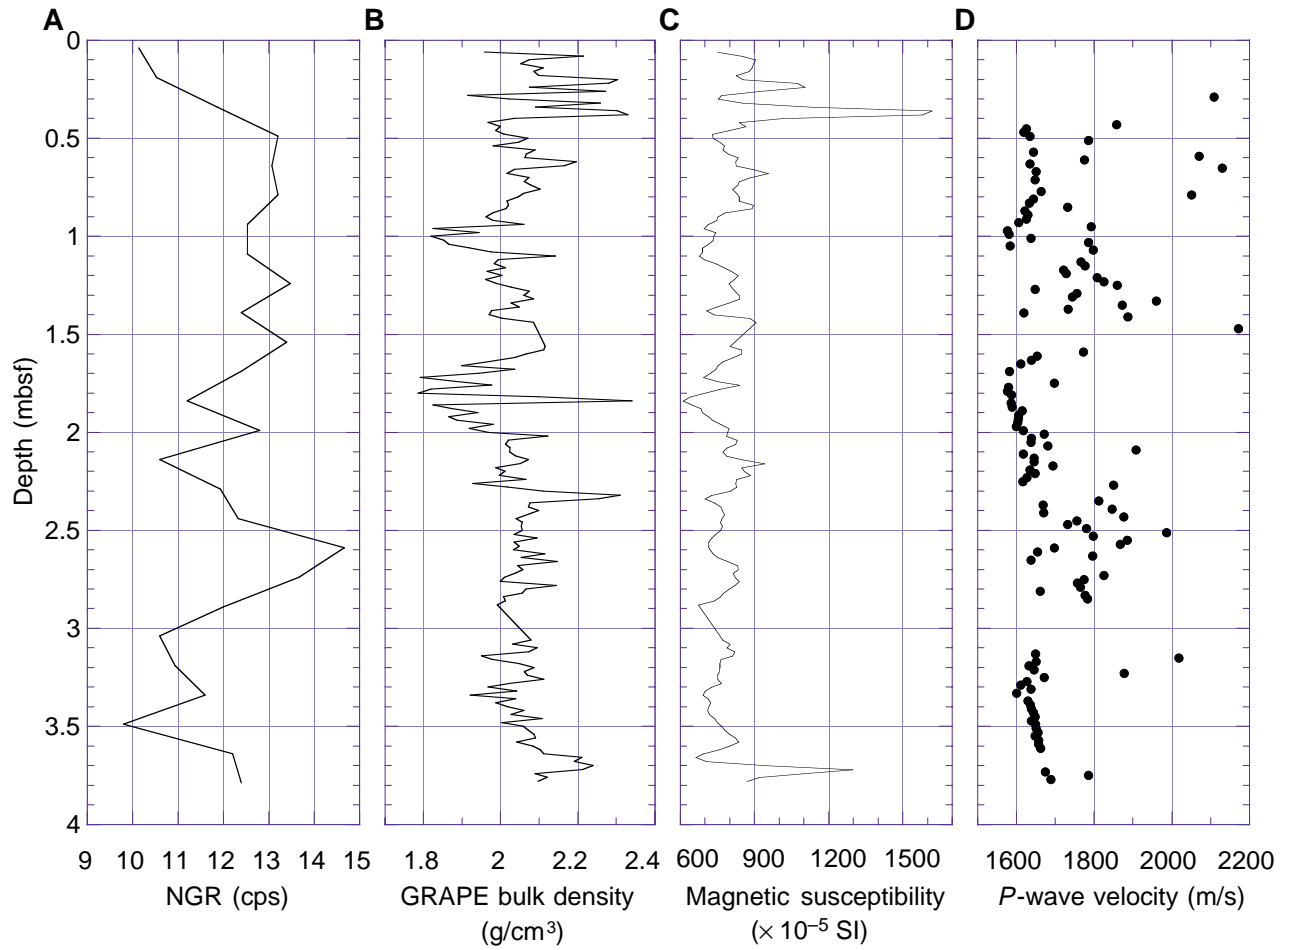 A B C D
0
0.5
1
1.5
2
2.5
3
3.5
4
Depth (mbsf)
9 10 11 12 13 14 15
NGR (cps)
1.8 2 2.2 2.4
GRAPE bulk density
(g/cm³)
600 900 1200 1500
Magnetic susceptibility
(× 10⁻⁵ SI)
1600 1800 2000 2200
P-wave velocity (m/s)